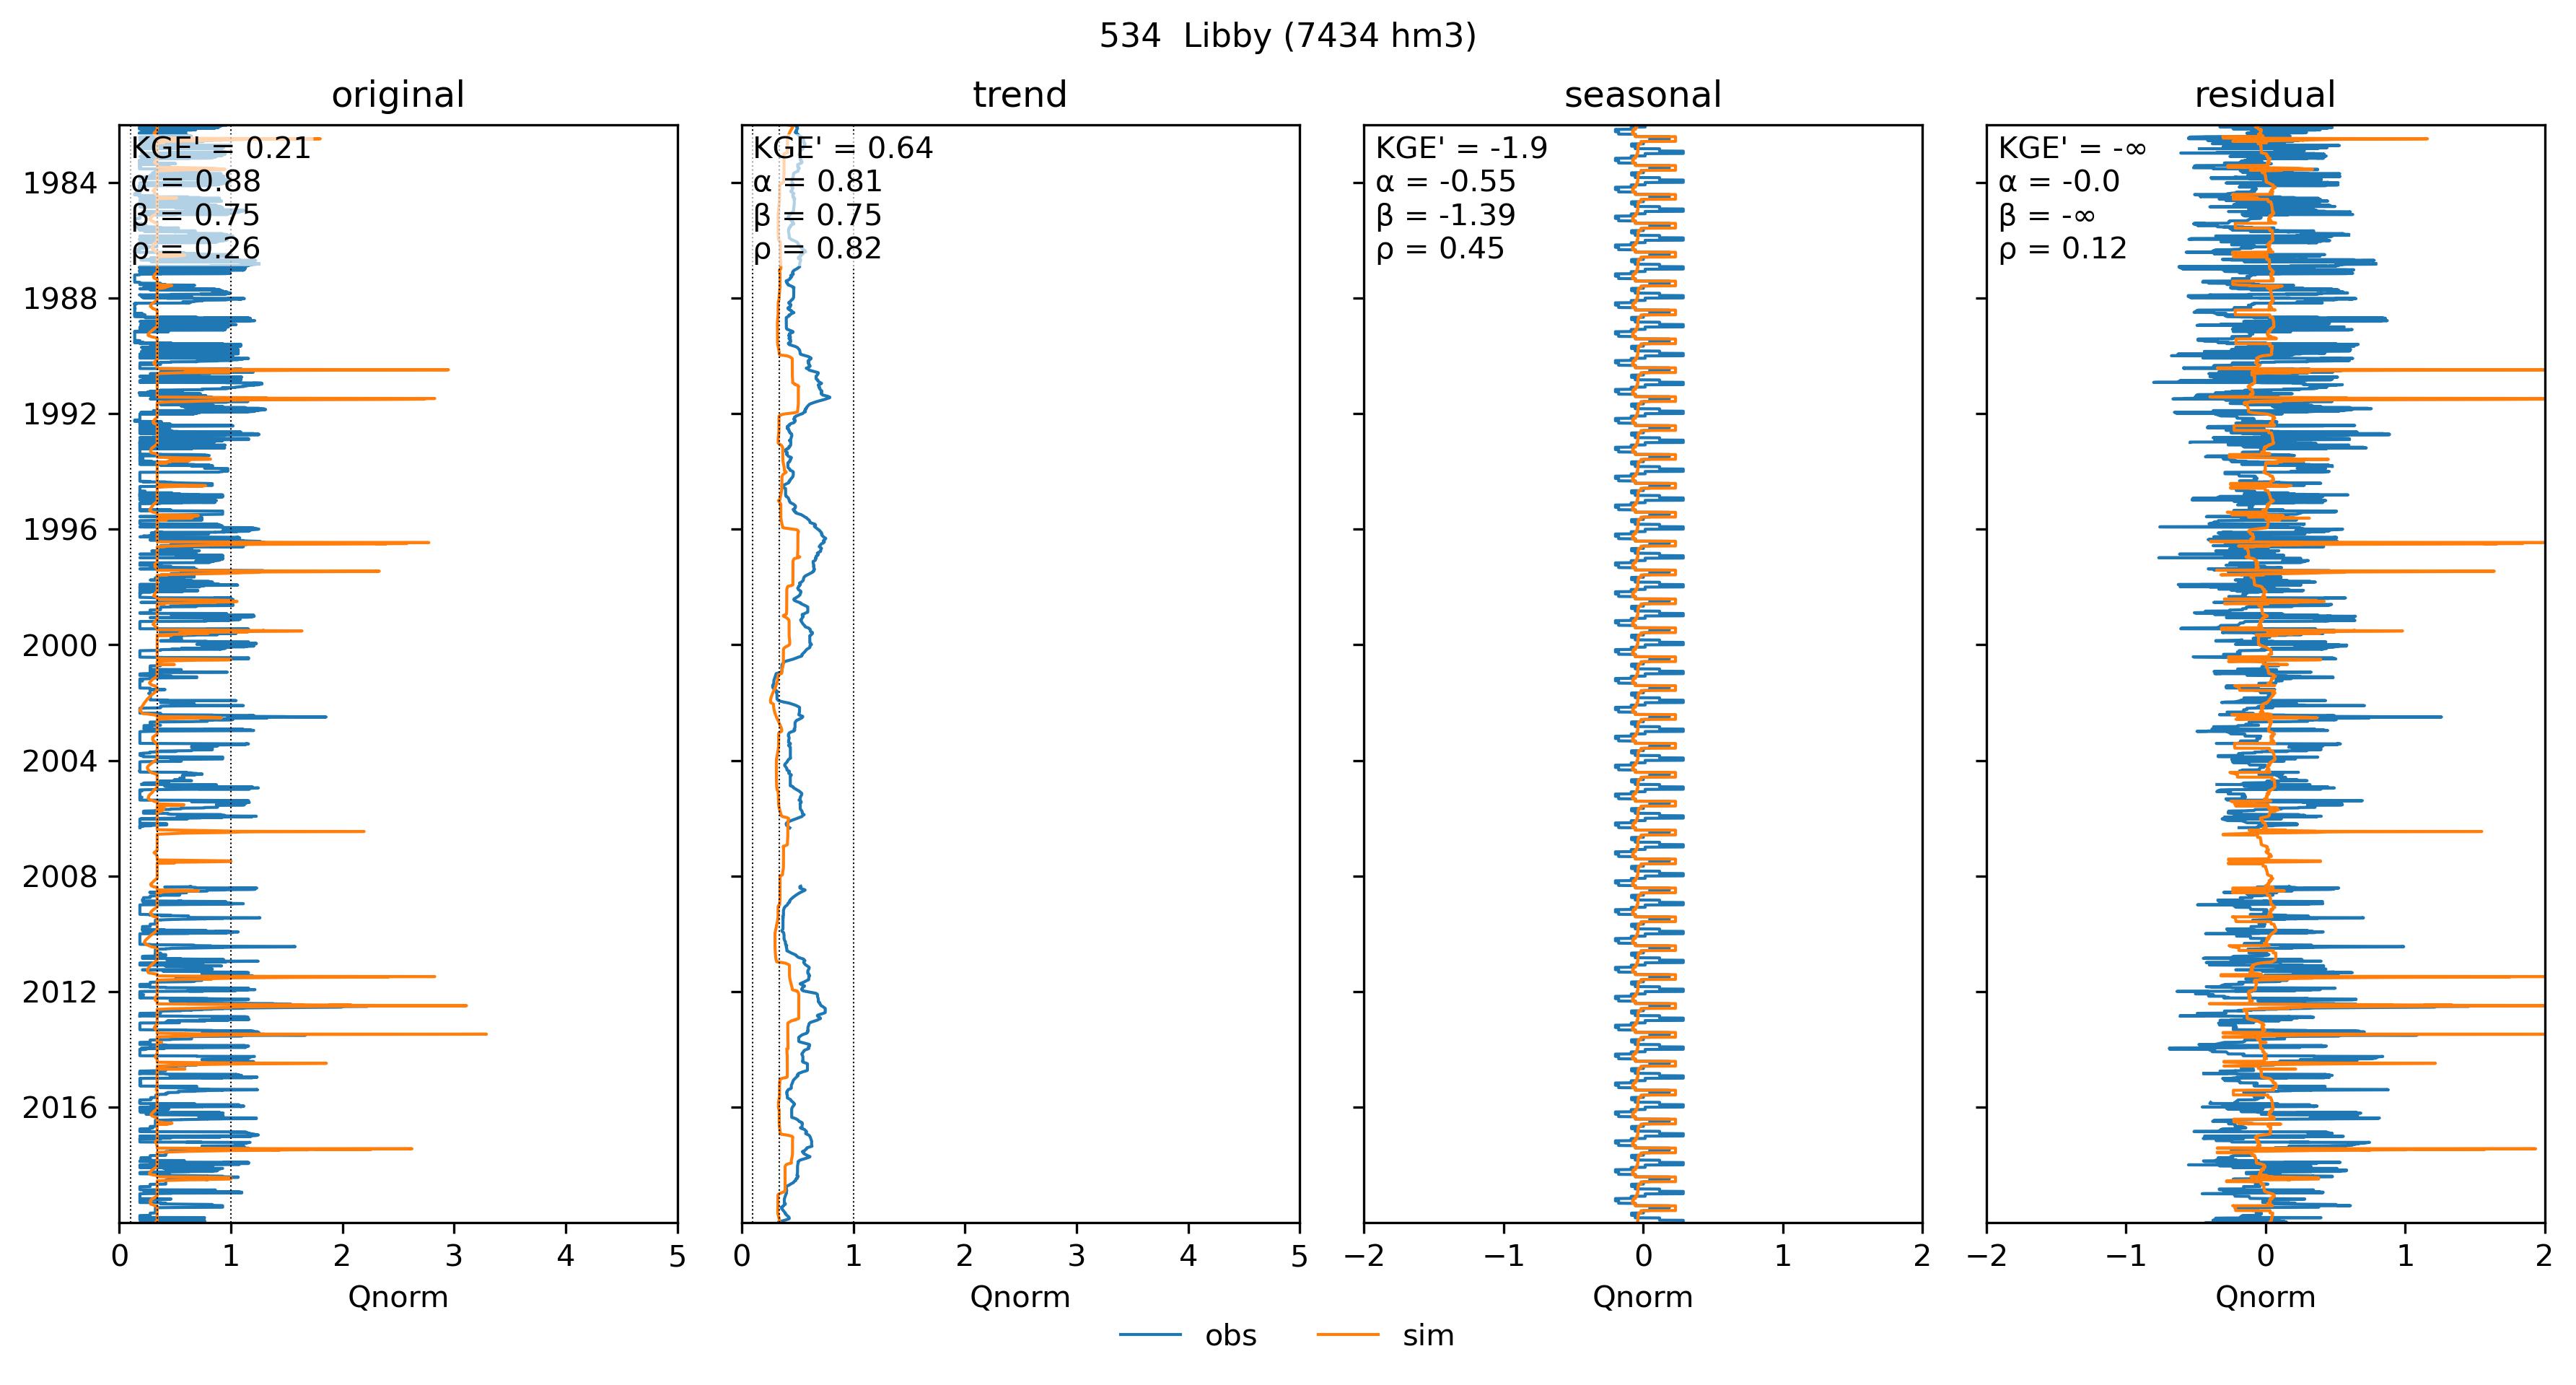 534  Libby (7434 hm3)
original
trend
seasonal
residual
KGE' = 0.21
α = 0.88
β = 0.75
ρ = 0.26
KGE' = 0.64
α = 0.81
β = 0.75
ρ = 0.82
KGE' = -1.9
α = -0.55
β = -1.39
ρ = 0.45
KGE' = -∞
α = -0.0
β = -∞
ρ = 0.12
1984
1988
1992
1996
2000
2004
2008
2012
2016
0 1 2 3 4 5
0 1 2 3 4 5
−2 −1 0 1 2
−2 −1 0 1 2
Qnorm
Qnorm
Qnorm
Qnorm
obs sim